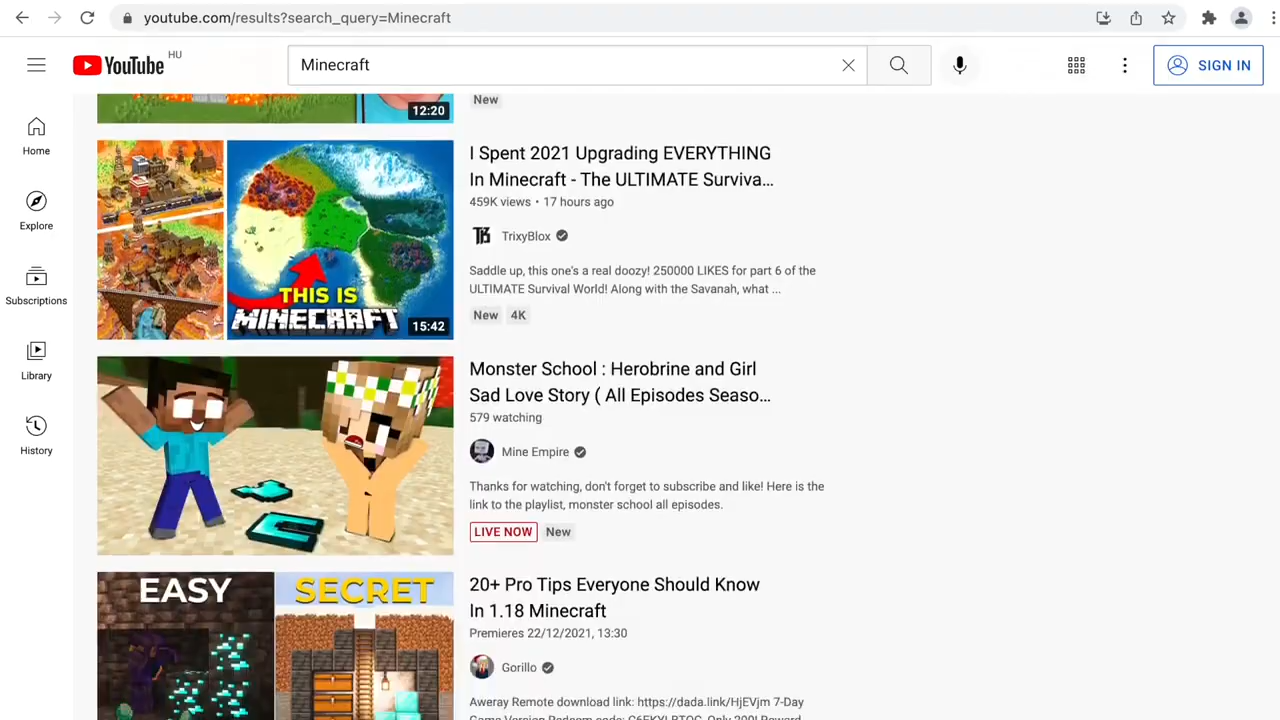 youtube.com/results?search_query=Minecraft
YouTube HU
Minecraft
SIGN IN
Home
Explore
Subscriptions
Library
History
12:20
New
THIS IS
MINECRAFT
15:42
I Spent 2021 Upgrading EVERYTHING
In Minecraft - The ULTIMATE Surviva...
459K views • 17 hours ago
TB
TrixyBlox
Saddle up, this one's a real doozy! 250000 LIKES for part 6 of the
ULTIMATE Survival World! Along with the Savanah, what ...
New 4K
Monster School : Herobrine and Girl
Sad Love Story ( All Episodes Seaso...
579 watching
Mine Empire
Thanks for watching, don't forget to subscribe and like! Here is the
link to the playlist, monster school all episodes.
LIVE NOW New
EASY SECRET
20+ Pro Tips Everyone Should Know
In 1.18 Minecraft
Premieres 22/12/2021, 13:30
Gorillo
Aweray Remote download link: https://dada.link/HjEVjm 7-Day